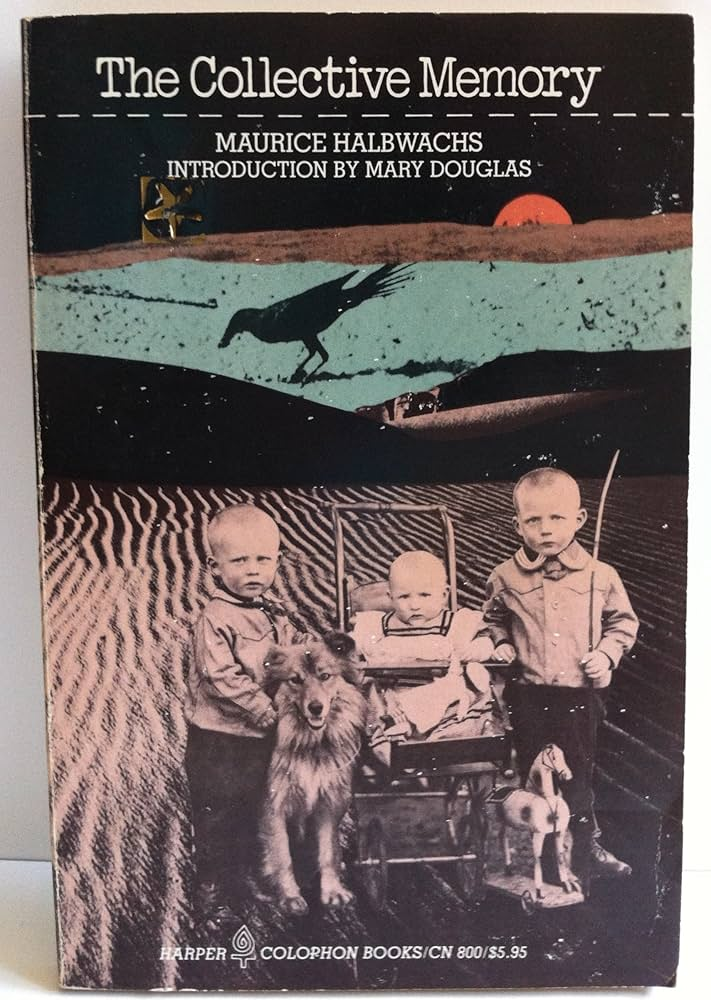 The Collective Memory
MAURICE HALBWACHS
INTRODUCTION BY MARY DOUGLAS
HARPER COLOPHON BOOKS/CN 800/$5.95